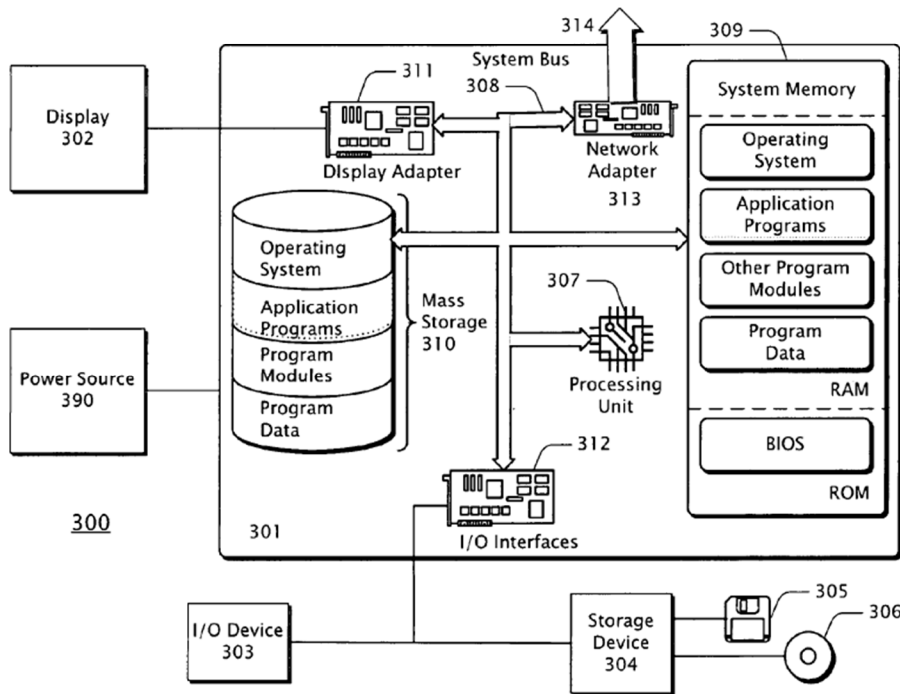 314
309
311
System Bus
308
System Memory
Display
302
DIsplay Adapter
Network
Adapter
313
Operating
System
Application
Programs
Other Program
Modules
Program
Data
RAM
BIOS
ROM
Operating
System
Application
Programs
Program
Modules
Program
Data
Mass
Storage
310
307
Processing
Unit
Power Source
390
312
I/O Interfaces
300
301
I/O Device
303
Storage
Device
304
305
306